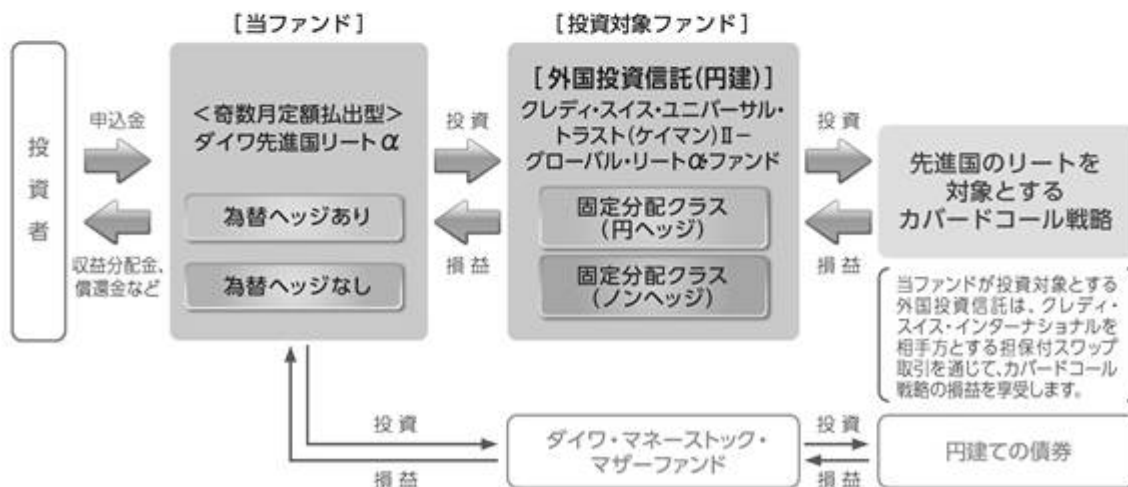 [当ファンド]
[投資対象ファンド]
投資者
申込金
収益分配金、
償還金など
<奇数月定額払出型>
ダイワ先進国リートα
為替ヘッジあり
為替ヘッジなし
投資
損益
[外国投資信託(円建)]
クレディ・スイス・ユニバーサル・
トラスト(ケイマン)Ⅱ－
グローバル・リートαファンド
固定分配クラス
(円ヘッジ)
固定分配クラス
(ノンヘッジ)
投資
損益
先進国のリートを
対象とする
カバードコール戦略
当ファンドが投資対象とする
外国投資信託は、クレディ・
スイス・インターナショナルを
相手方とする担保付スワップ
取引を通じて、カバードコール
戦略の損益を享受します。
投資
損益
ダイワ・マネーストック・
マザーファンド
投資
損益
円建ての債券